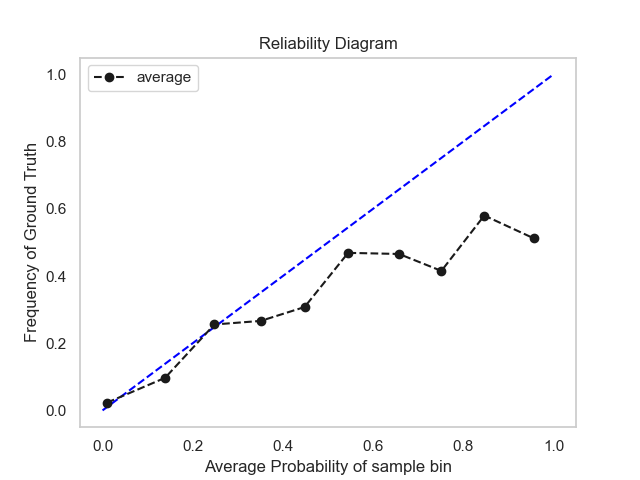 Reliability Diagram
average
1.0
0.8
0.6
0.4
0.2
0.0
Frequency of Ground Truth
0.0 0.2 0.4 0.6 0.8 1.0
Average Probability of sample bin